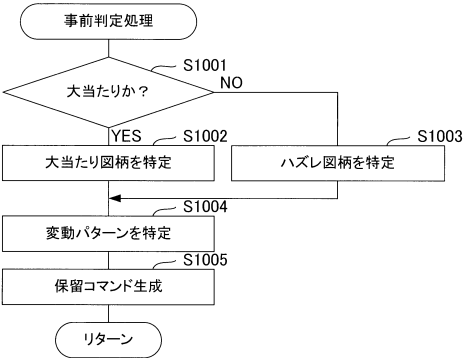 事前判定処理
S1001
大当たりか？
NO
YES
S1002
大当たり図柄を特定
S1003
ハズレ図柄を特定
S1004
変動パターンを特定
S1005
保留コマンド生成
リターン